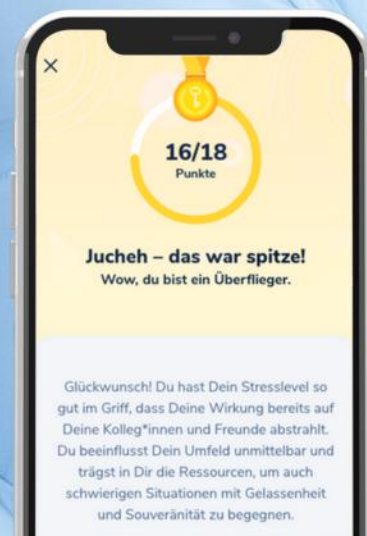 16/18
Punkte
Jucheh – das war spitze!
Wow, du bist ein Überflieger.
Glückwunsch! Du hast Dein Stresslevel so
gut im Griff, dass Deine Wirkung bereits auf
Deine Kolleg*innen und Freunde abstrahlt.
Du beeinflusst Dein Umfeld unmittelbar und
trägst in Dir die Ressourcen, um auch
schwierigen Situationen mit Gelassenheit
und Souveränität zu begegnen.